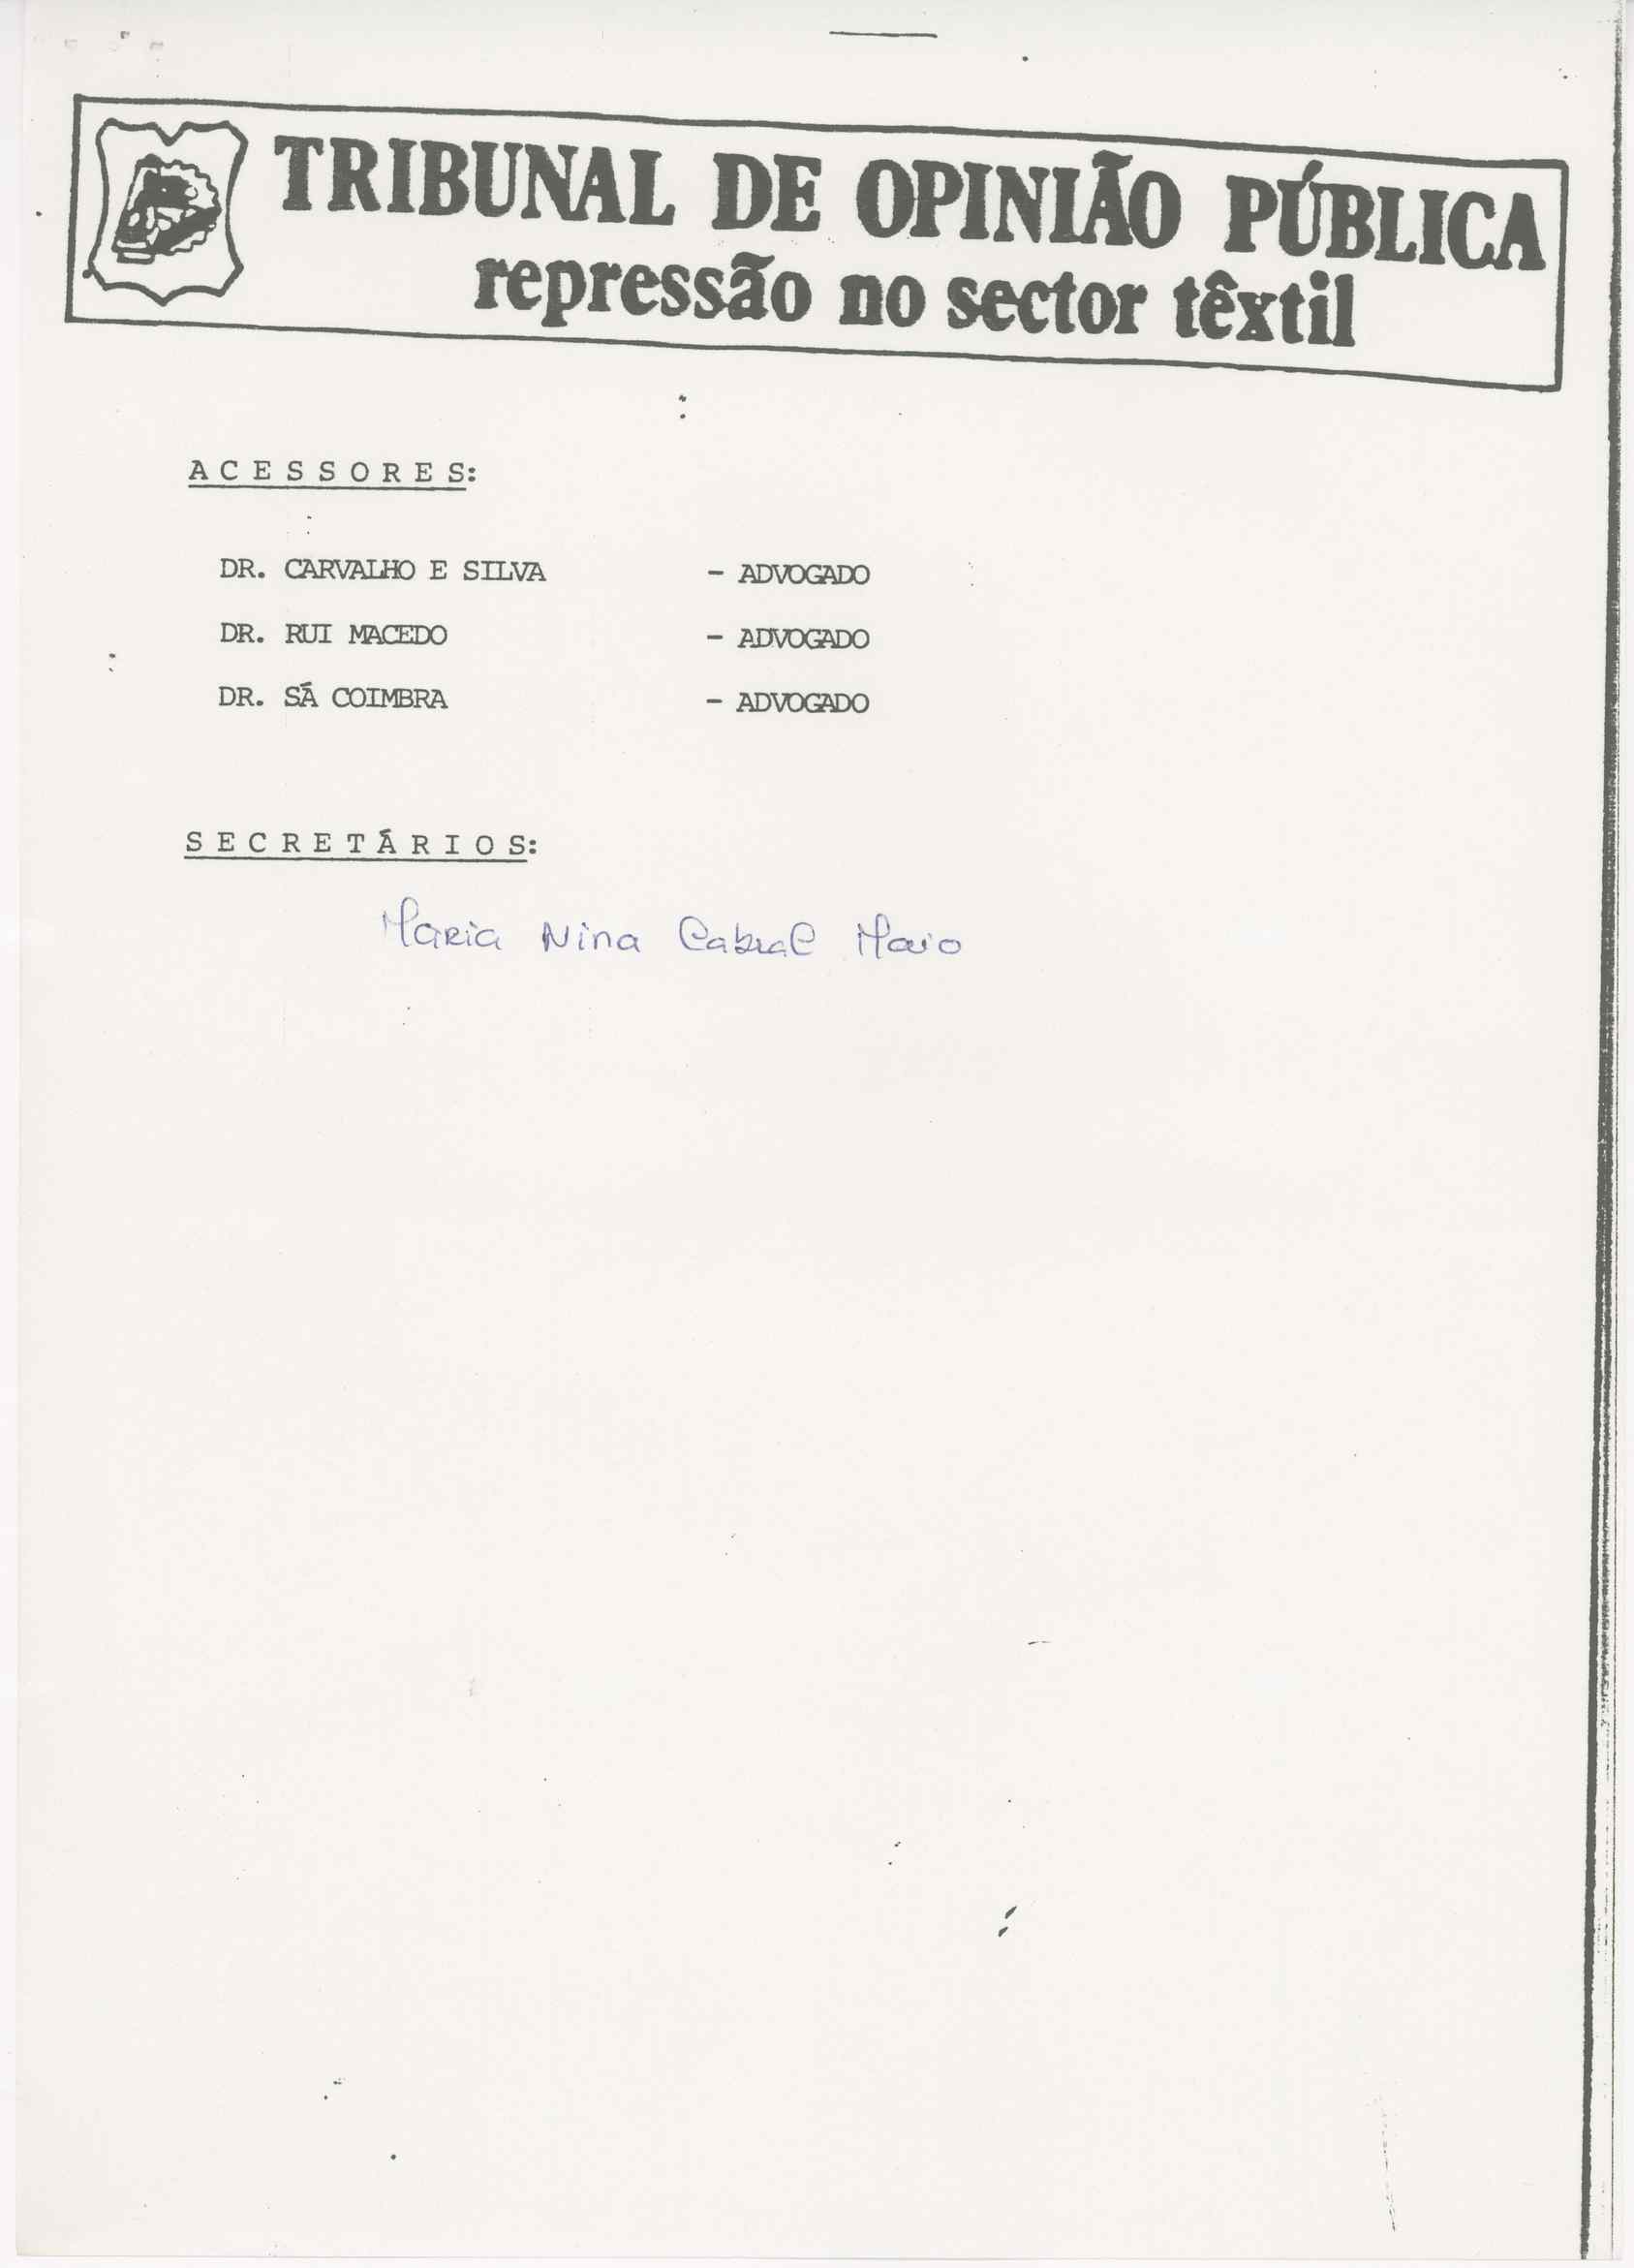 TRIBUNAL DE OPINIÃO PÚBLICA
repressão no sector têxtil
ACESSORES:
DR. CARVALHO E SILVA - ADVOGADO
DR. RUI MACEDO - ADVOGADO
DR. SÁ COIMBRA - ADVOGADO
SECRETÁRIOS:
Maria Nina Cabral Maio